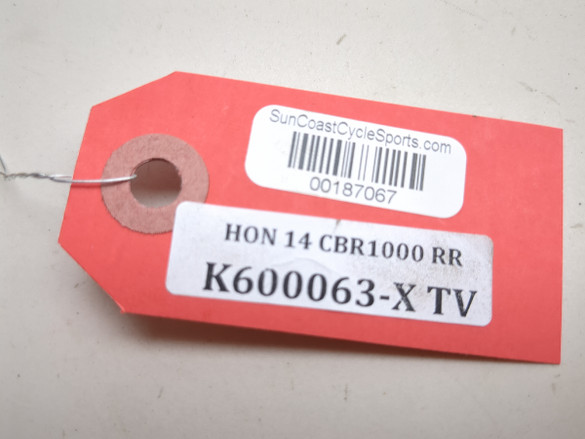 SunCoastCycleSports.com
00187067
HON 14 CBR1000 RR
K600063-X TV